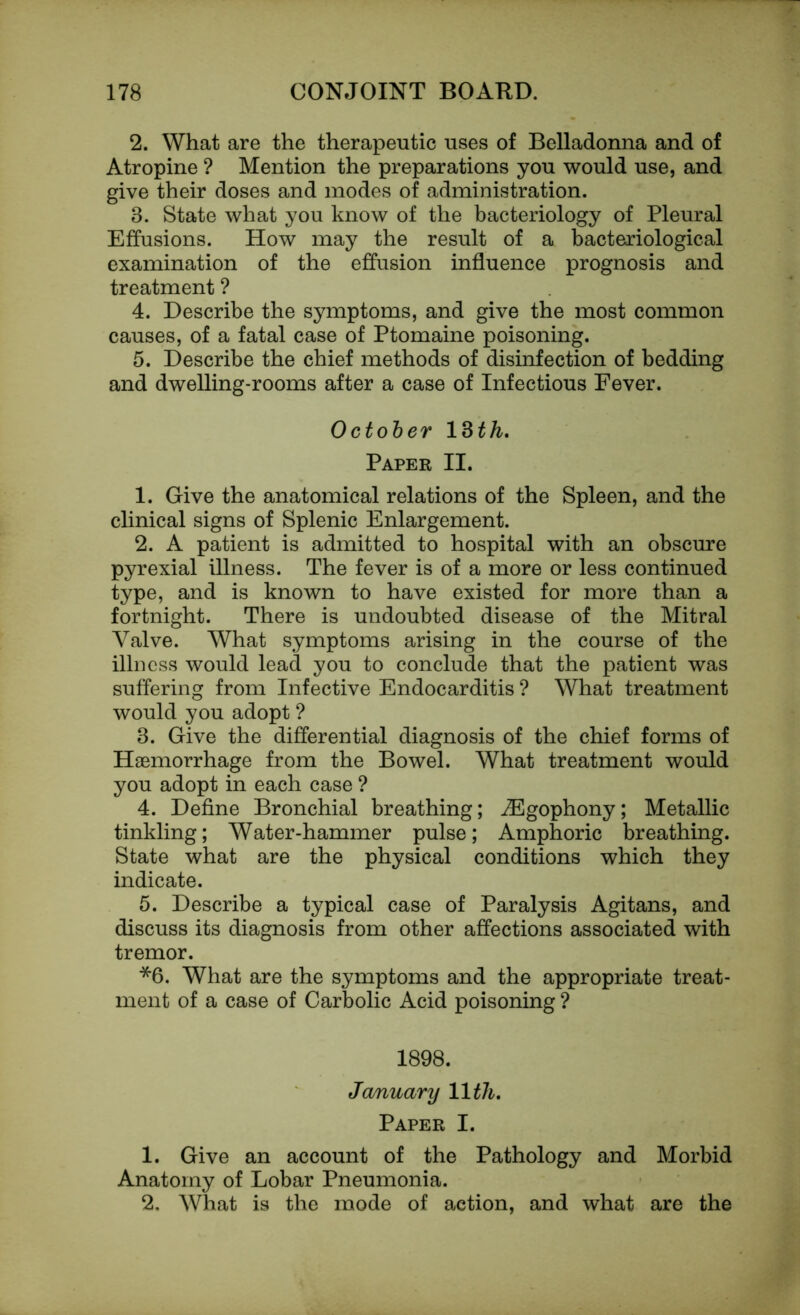 178 CONJOINT BOARD.
2. What are the therapeutic uses of Belladonna and of
Atropine ? Mention the preparations you would use, and
give their doses and modes of administration.
3. State what you know of the bacteriology of Pleural
Effusions. How may the result of a bacteriological
examination of the effusion influence prognosis and
treatment ?
4. Describe the symptoms, and give the most common
causes, of a fatal case of Ptomaine poisoning.
5. Describe the chief methods of disinfection of bedding
and dwelling-rooms after a case of Infectious Fever.
October 13th.
PAPER II.
1. Give the anatomical relations of the Spleen, and the
clinical signs of Splenic Enlargement.
2. A patient is admitted to hospital with an obscure
pyrexial illness. The fever is of a more or less continued
type, and is known to have existed for more than a
fortnight. There is undoubted disease of the Mitral
Valve. What symptoms arising in the course of the
illness would lead you to conclude that the patient was
suffering from Infective Endocarditis ? What treatment
would you adopt ?
3. Give the differential diagnosis of the chief forms of
Hæmorrhage from the Bowel. What treatment would
you adopt in each case ?
4. Define Bronchial breathing; Ægophony; Metallic
tinkling; Water-hammer pulse; Amphoric breathing.
State what are the physical conditions which they
indicate.
5. Describe a typical case of Paralysis Agitans, and
discuss its diagnosis from other affections associated with
tremor.
*6. What are the symptoms and the appropriate treat-
ment of a case of Carbolic Acid poisoning ?
1898.
January 11th.
PAPER I.
1. Give an account of the Pathology and Morbid
Anatomy of Lobar Pneumonia.
2. What is the mode of action, and what are the